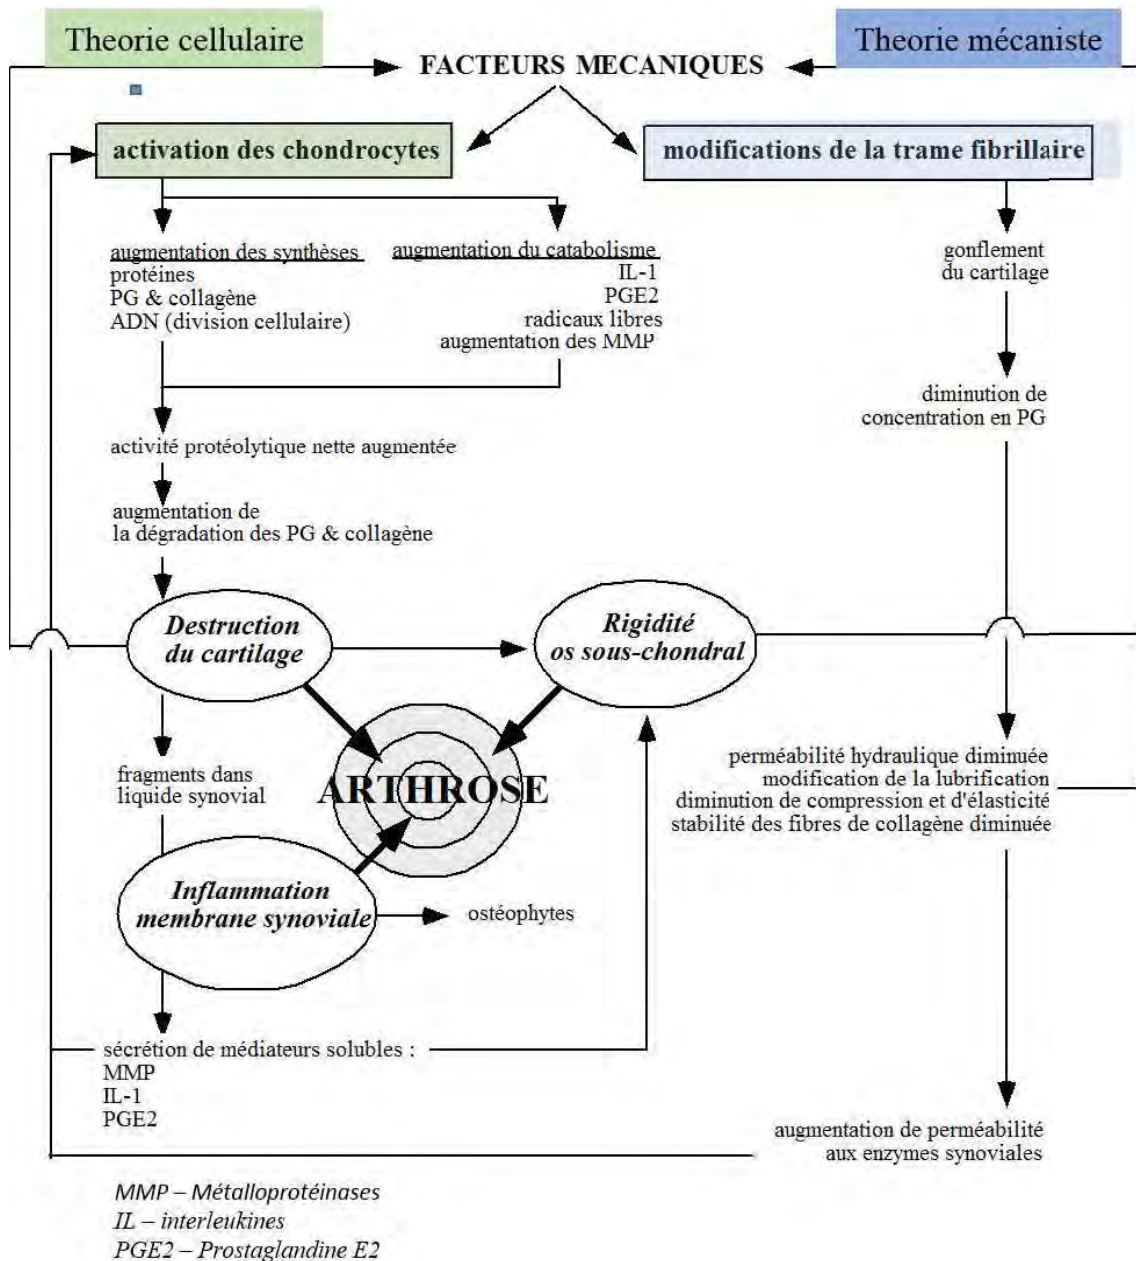 Theorie cellulaire
Theorie mécaniste
FACTEURS MECANIQUES
activation des chondrocytes
modifications de la trame fibrillaire
augmentation des synthèses
protéines
PG & collagène
ADN (division cellulaire)
augmentation du catabolisme
IL-1
PGE2
radicaux libres
augmentation des MMP
gonflement
du cartilage
diminution de
concentration en PG
activité protéolytique nette augmentée
augmentation de
la dégradation des PG & collagène
Destruction
du cartilage
Rigidité
os sous-chondral
fragments dans
liquide synovial
ARTHROSE
perméabilité hydraulique diminuée
modification de la lubrification
diminution de compression et d'élasticité
stabilité des fibres de collagène diminuée
Inflammation
membrane synoviale
ostéophytes
sécrétion de médiateurs solubles :
MMP
IL-1
PGE2
augmentation de perméabilité
aux enzymes synoviales
MMP – Métalloprotéinases
IL – interleukines
PGE2 – Prostaglandine E2